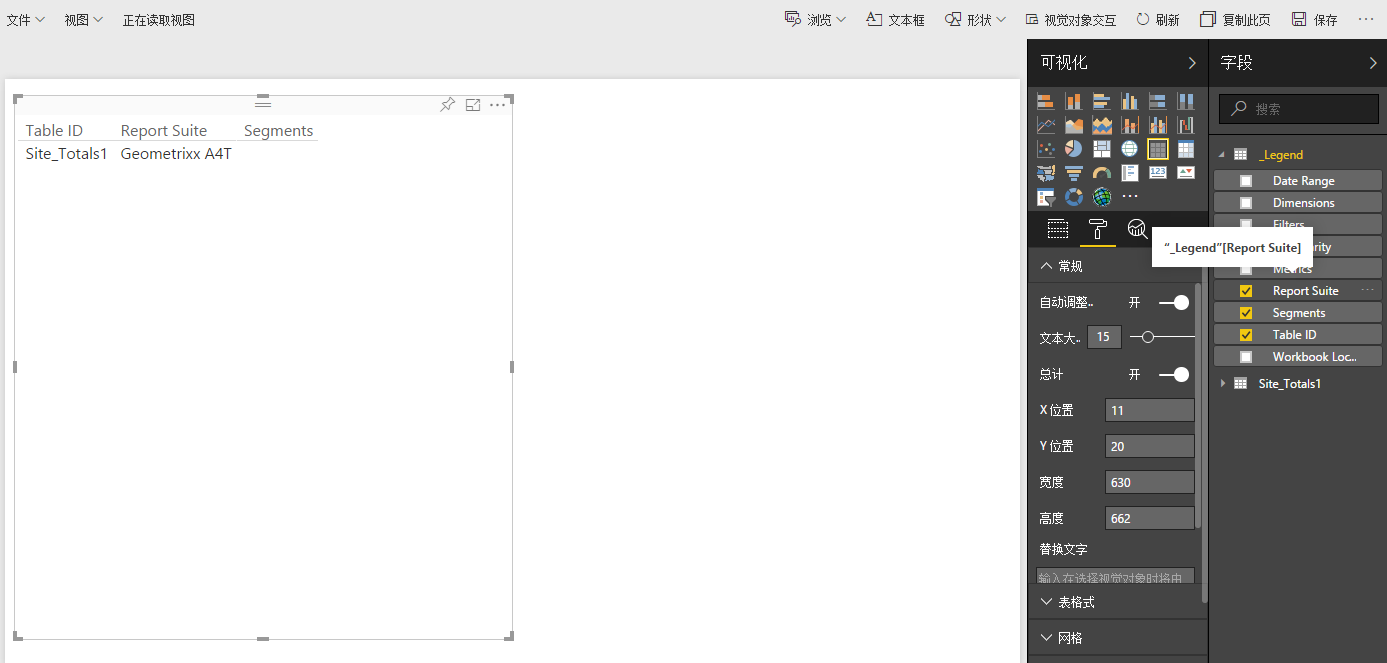 文件 视图 正在读取视图 浏览 文本框 形状 视觉对象交互 刷新 复制此页 保存 ...
可视化
字段
搜索
Table ID Report Suite Segments
Site_Totals1 Geometrixx A4T
123
常规
自动调整.. 开
文本大.. 15
总计 开
X 位置 11
Y 位置 20
宽度 630
高度 662
替换文字
输入在选择视觉对象时将由
表格式
网格
_Legend
Date Range
Dimensions
Filters
“_Legend”[Report Suite]
rity
Metrics
Report Suite ...
Segments
Table ID
Workbook Loc...
Site_Totals1